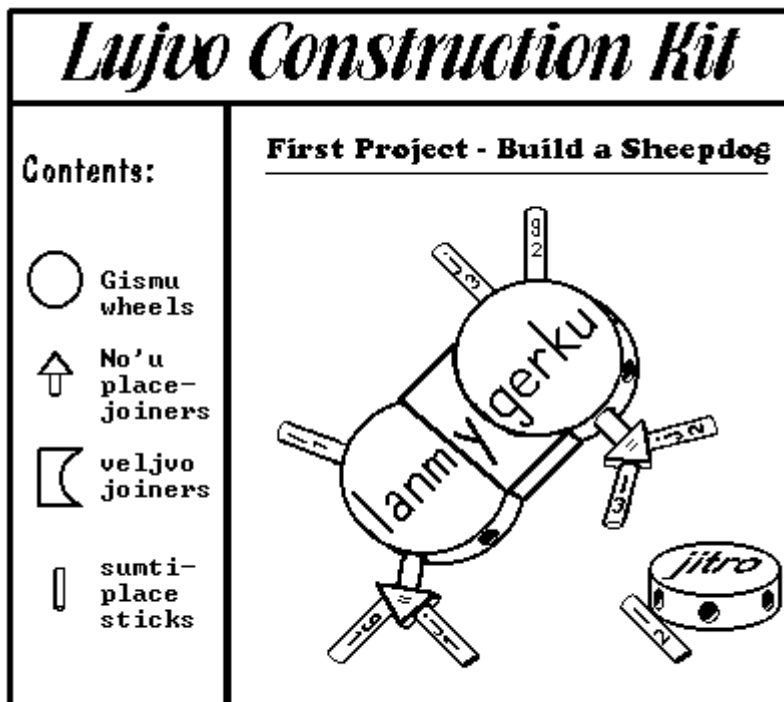 Lujvo Construction Kit
First Project - Build a Sheepdog
Contents:
Gismu
wheels
No'u
place-
joiners
veljvo
joiners
sumti-
place
sticks
g
2
lanm y gerku
jitro